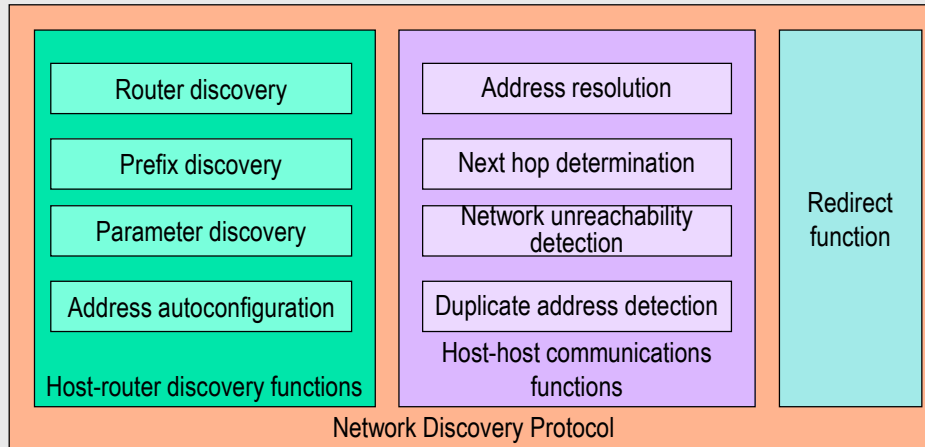 Router discovery
Prefix discovery
Parameter discovery
Address autoconfiguration
Host-router discovery functions
Address resolution
Next hop determination
Network unreachability
detection
Duplicate address detection
Host-host communications
functions
Redirect
function
Network Discovery Protocol